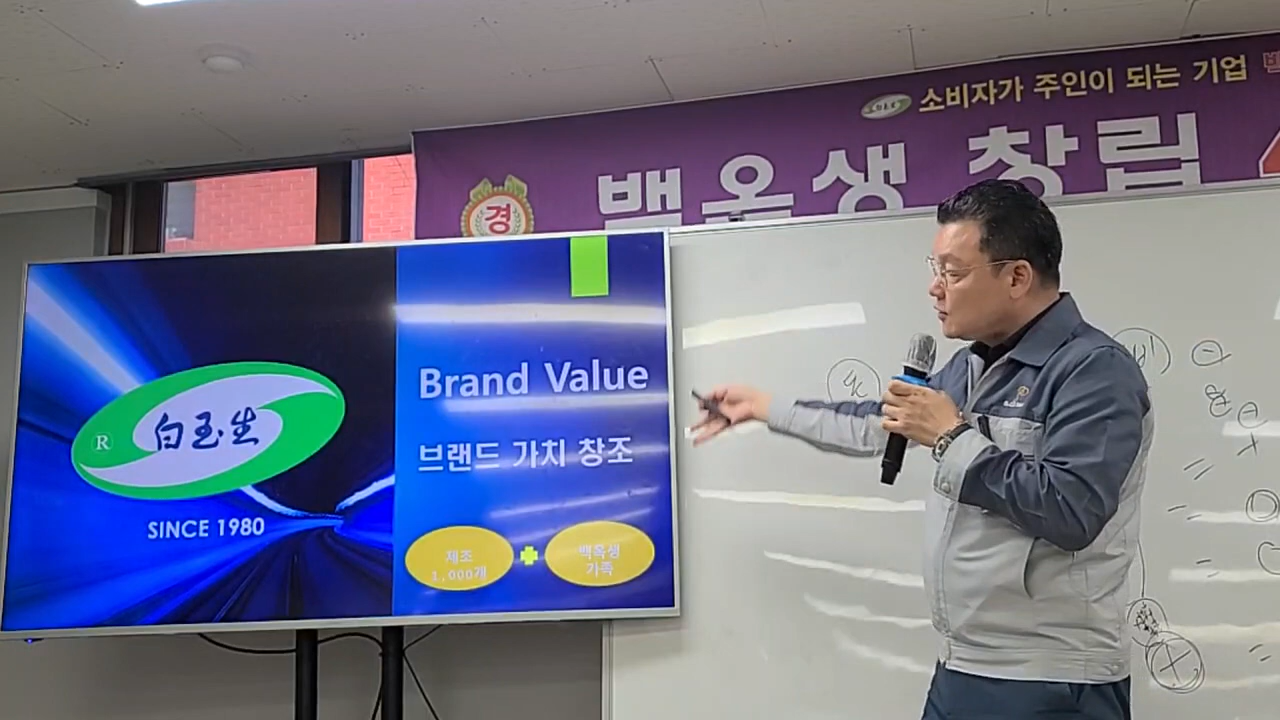 소비자가 주인이 되는 기업
경
백옥생 창립
白玉生
®
SINCE 1980
Brand Value
브랜드 가치 창조
제조
1,000개
백옥생
가족